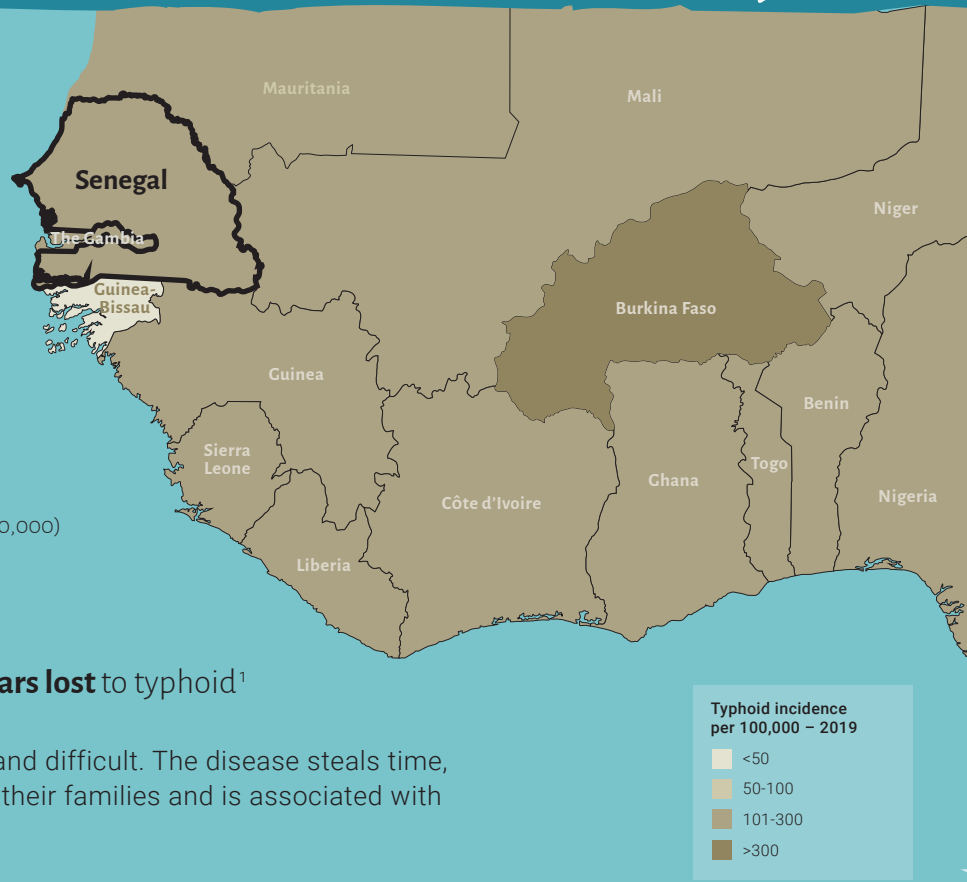 Mauritania
Mali
Senegal
Niger
The Gambia
Guinea-
Bissau
Burkina Faso
Guinea
Benin
Sierra
Leone
Togo
Ghana
Nigeria
Côte d'Ivoire
0,000)
Liberia
ars lost to typhoid¹
and difficult. The disease steals time,
their families and is associated with
Typhoid incidence
per 100,000 – 2019
<50
50-100
101-300
>300